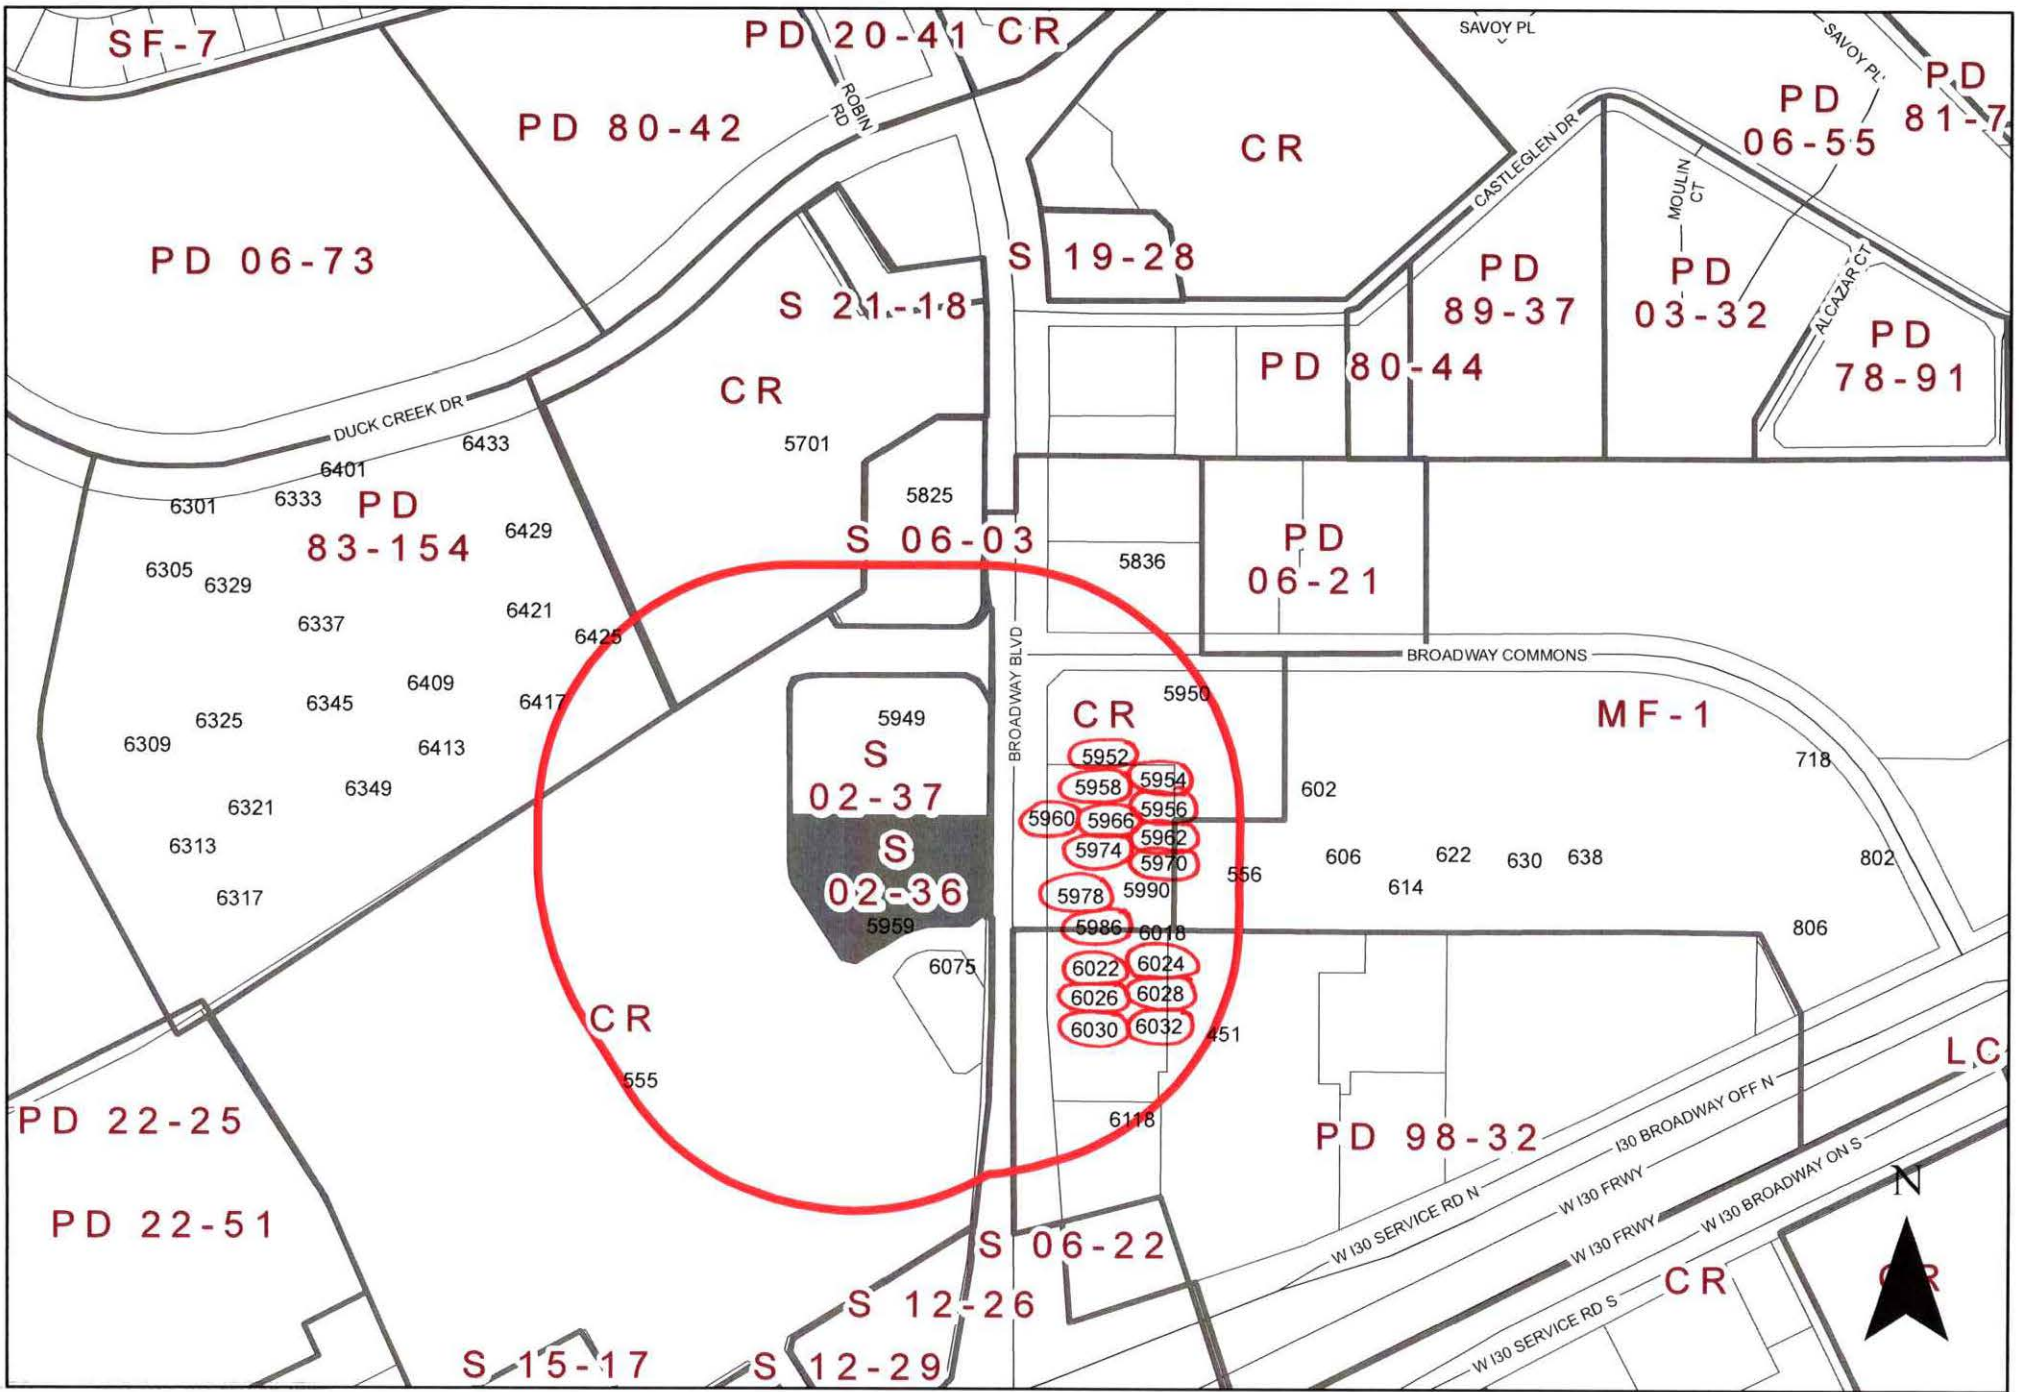 SF-7
PD 20-41
CR
SAVOY PL
SAVOY PL
PD
81-7
PD
06-55
ROBIN
RD
PD 80-42
CR
CASTLEGLEN DR
MOULIN
CT
PD 06-73
S 19-28
S 21-18
PD
89-37
PD
03-32
ALCAZAR CT
PD
78-91
PD 80-44
CR
DUCK CREEK DR
6433
5701
6401
6301
6333
PD
83-154
5825
6429
S 06-03
5836
PD
06-21
6305
6329
6337
6421
6425
BROADWAY BLVD
BROADWAY COMMONS
6409
6417
6345
6325
6309
6413
5949
5950
CR
MF-1
S
02-37
5952
718
5954
5958
602
6349
6321
5956
5960
5966
5962
6313
S
02-36
5974
5970
556
606
622
630
638
802
614
6317
5978
5990
5959
5986
6018
806
6075
6022
6024
6026
6028
CR
6030
6032
451
555
LC
PD 22-25
6118
PD 98-32
I30 BROADWAY OFF N
W I30 FRWY
W I30 BROADWAY ON S
N
PD 22-51
W I30 SERVICE RD N
W I30 FRWY
S 06-22
CR
CR
S 12-26
W I30 SERVICE RD S
S 15-17
S 12-29